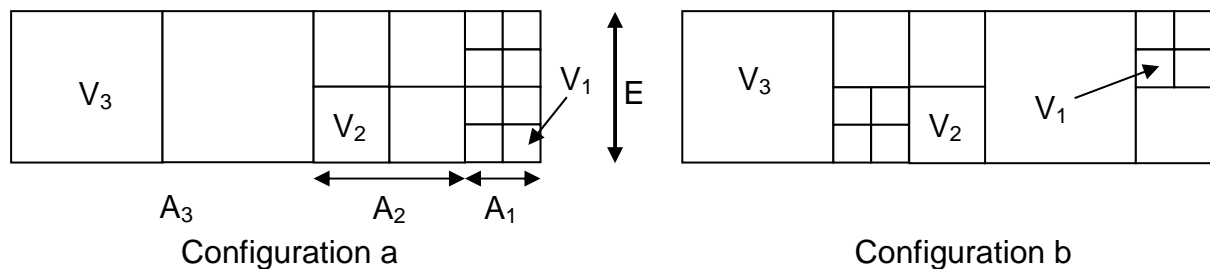 V₃
V₂
V₁
E
A₃
A₂
A₁
Configuration a
V₃
V₂
V₁
Configuration b